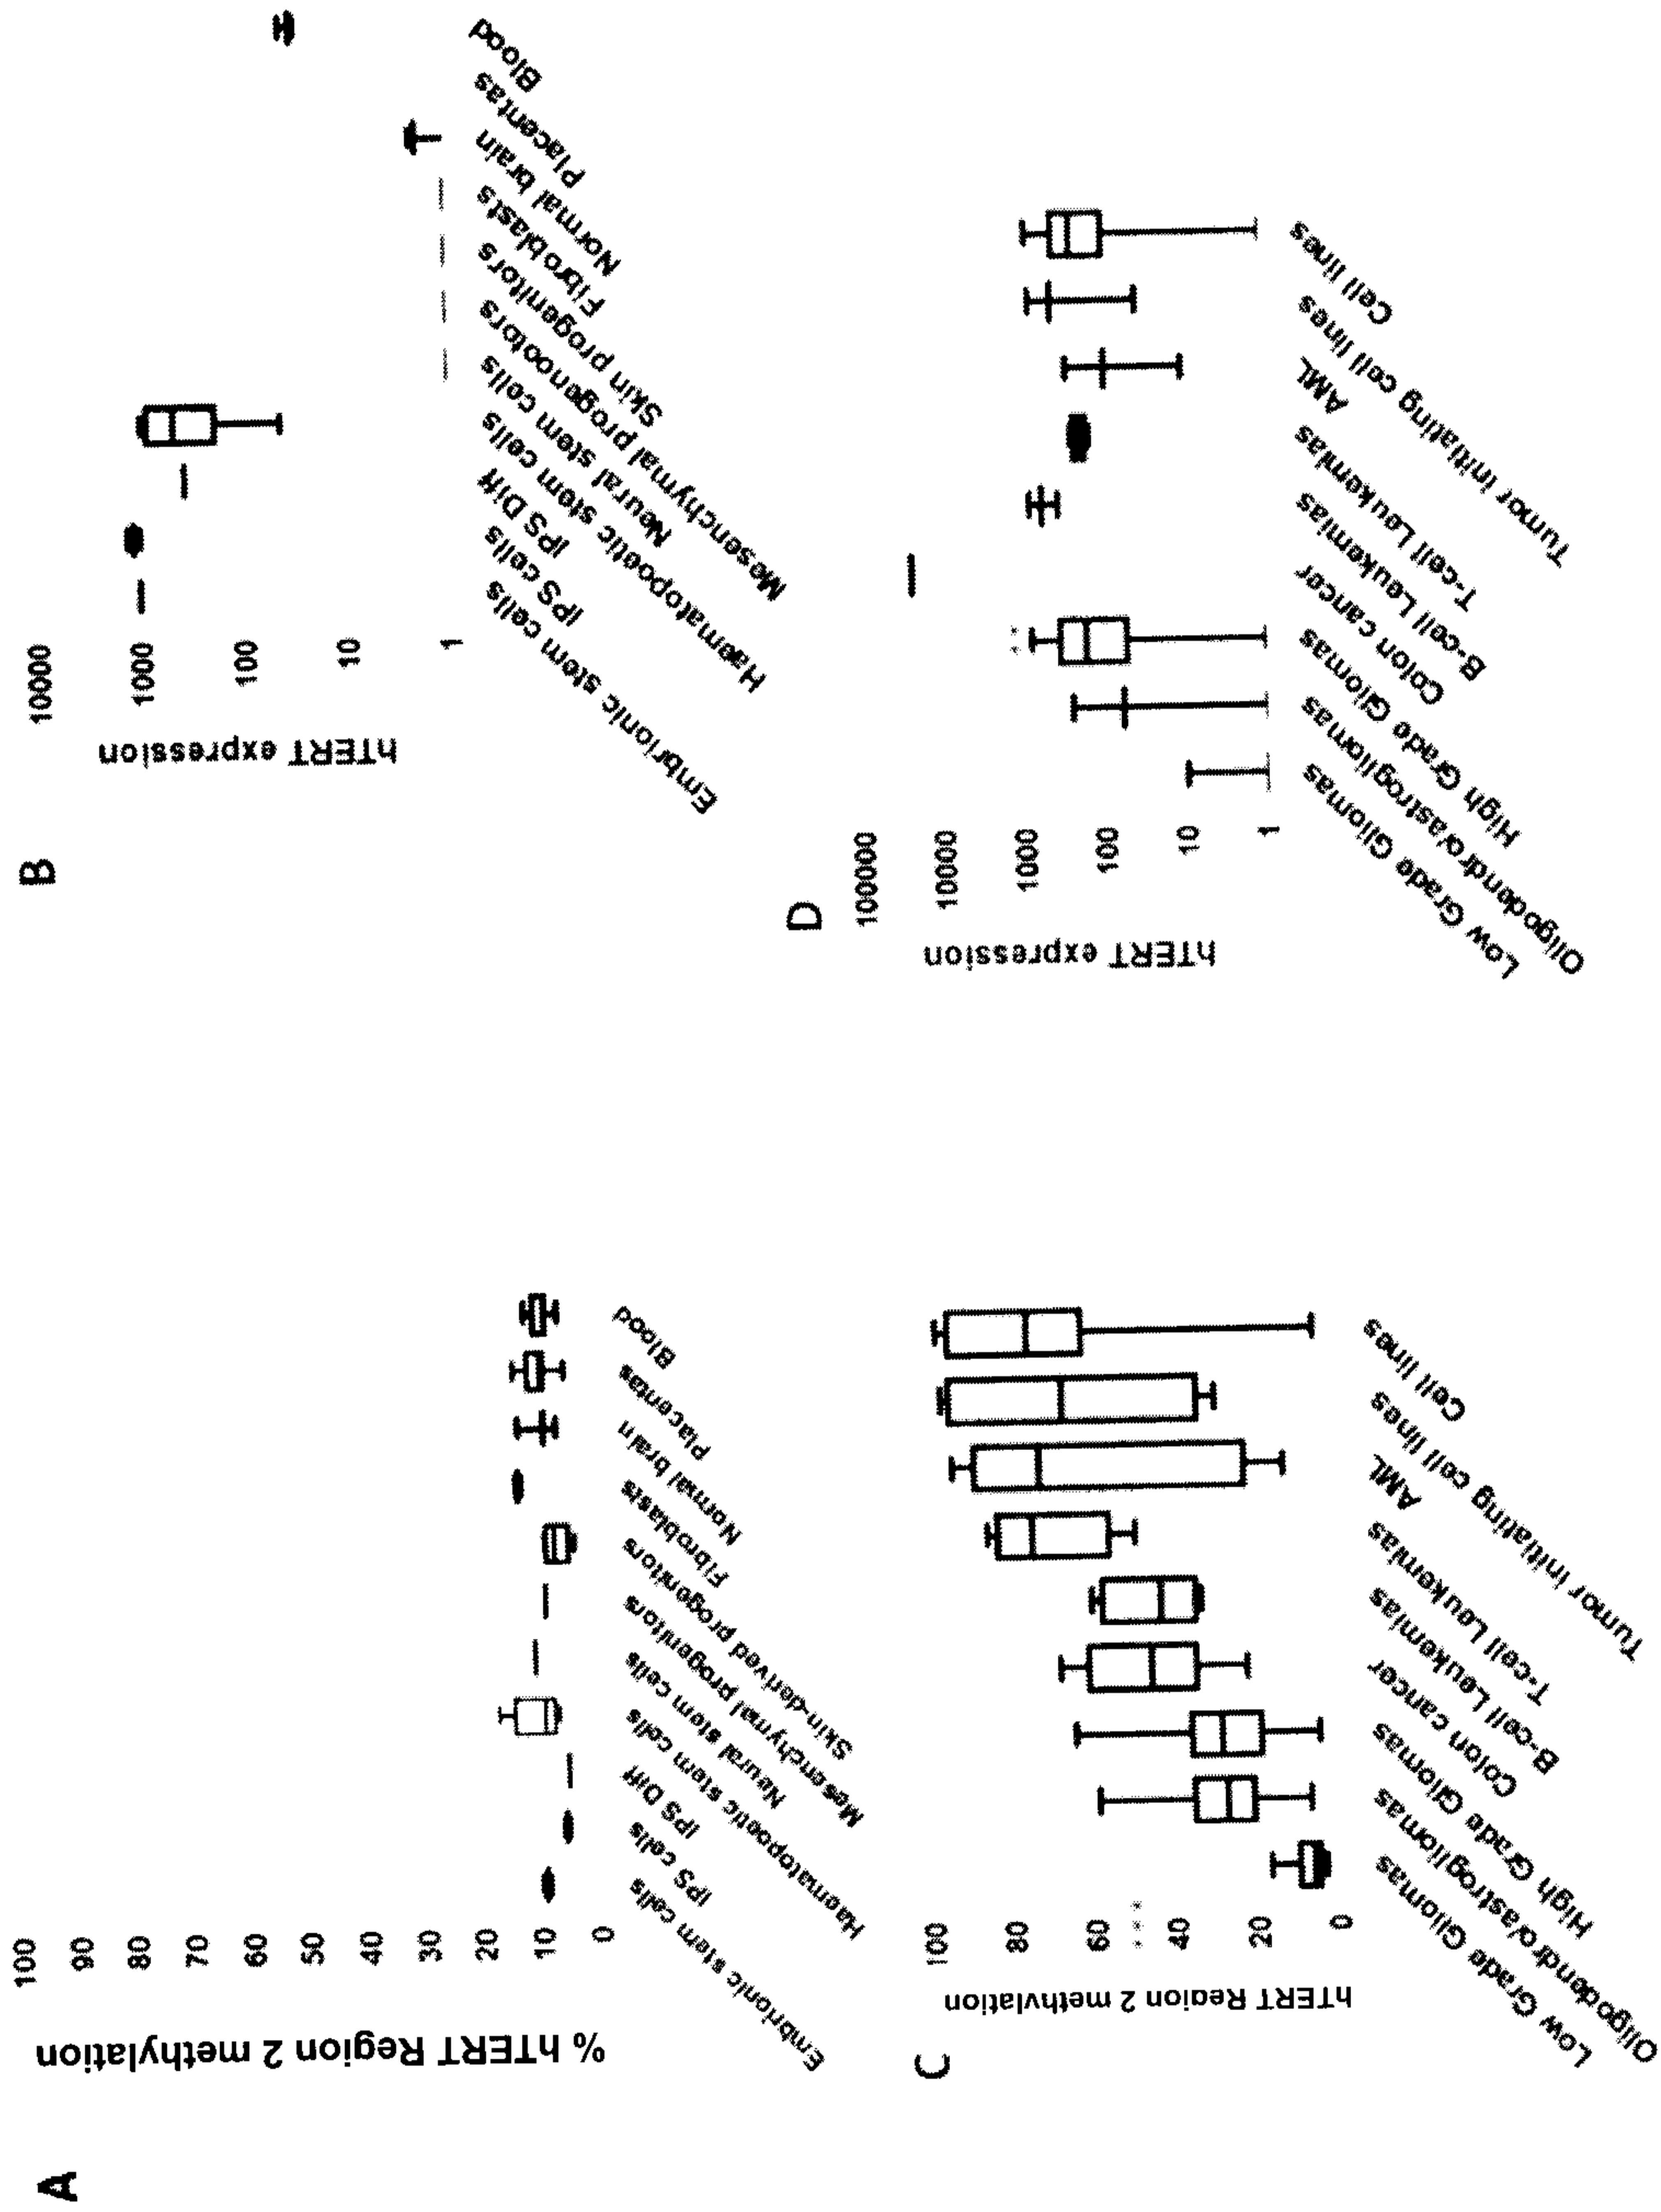 A
% hTERT Region 2 methylation
100
90
80
70
60
50
40
30
20
10
0
Embrionic stem cells
IPS cells
IPS Diff
Haematopoetic stem cells
Neural stem cells
Mesenchymal progenitors
Skin-derived progenitors
Fibroblasts
Normal brain
Placentas
Blood
B
hTERT expression
10000
1000
100
10
1
Embrionic stem cells
IPS cells
IPS Diff
Haematopoetic stem cells
Neural stem cells
Mesenchymal progenootors
Skin progenitors
Fibroblasts
Normal brain
Placentas
Blood
C
hTERT Region 2 methylation
100
80
60
40
20
0
Low Grade Gliomas
Oligodendro/astrogliomas
High Grade Gliomas
Colon cancer
B-cell Leukemias
T-cell Leukemias
AML
Tumor initiating cell lines
Cell lines
D
hTERT expression
100000
10000
1000
100
10
1
Low Grade Gliomas
Oligodendro/astrogliomas
High Grade Gliomas
Colon cancer
B-cell Leukemias
T-cell Leukemias
AML
Tumor initiating cell lines
Cell lines